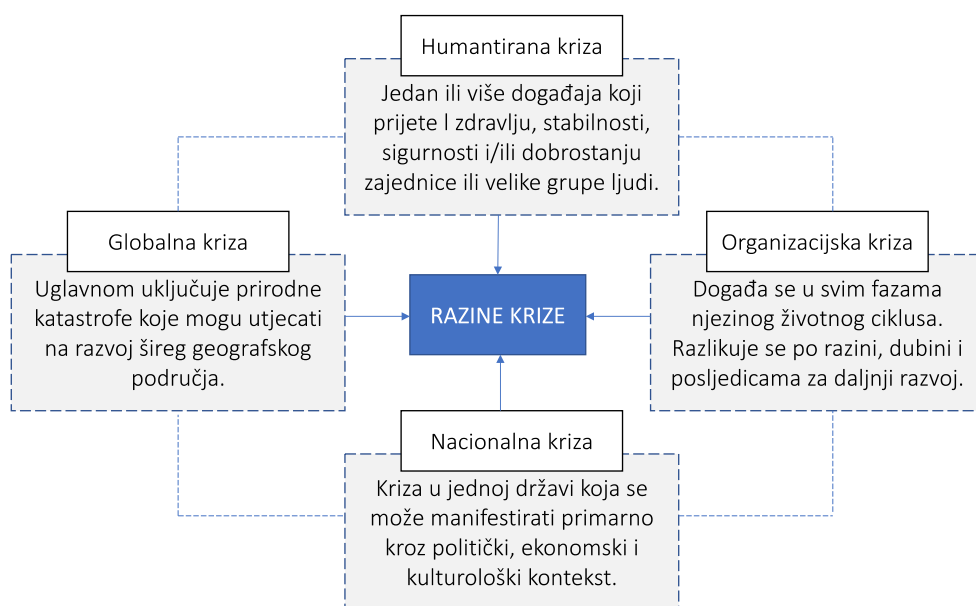 Humantirana kriza
Jedan ili više događaja koji
prijete l zdravlju, stabilnosti,
sigurnosti i/ili dobrostanju
zajednice ili velike grupe ljudi.
Globalna kriza
Uglavnom uključuje prirodne
katastrofe koje mogu utjecati
na razvoj šireg geografskog
područja.
RAZINE KRIZE
Organizacijska kriza
Događa se u svim fazama
njezinog životnog ciklusa.
Razlikuje se po razini, dubini i
posljedicama za daljnji razvoj.
Nacionalna kriza
Kriza u jednoj državi koja se
može manifestirati primarno
kroz politički, ekonomski i
kulturološki kontekst.